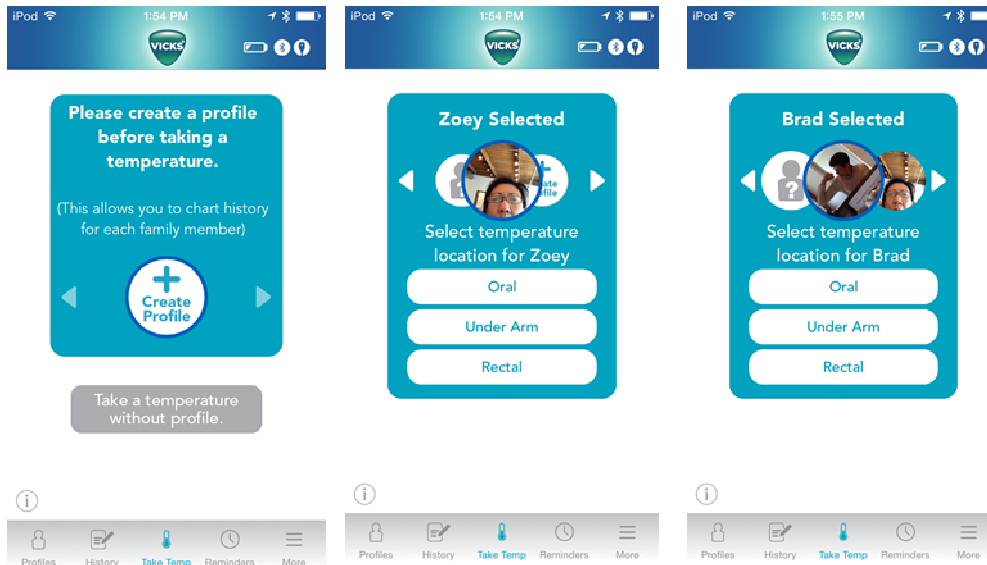 iPod
1:54 PM
VICKS
Please create a profile
before taking a
temperature.
(This allows you to chart history
for each family member)
Create
Profile
Take a temperature
without profile.
i
Profiles
History
Take Temp
Reminders
More
iPod
1:54 PM
VICKS
Zoey Selected
?
ate
ofile
Select temperature
location for Zoey
Oral
Under Arm
Rectal
i
Profiles
History
Take Temp
Reminders
More
iPod
1:55 PM
VICKS
Brad Selected
?
Select temperature
location for Brad
Oral
Under Arm
Rectal
i
Profiles
History
Take Temp
Reminders
More